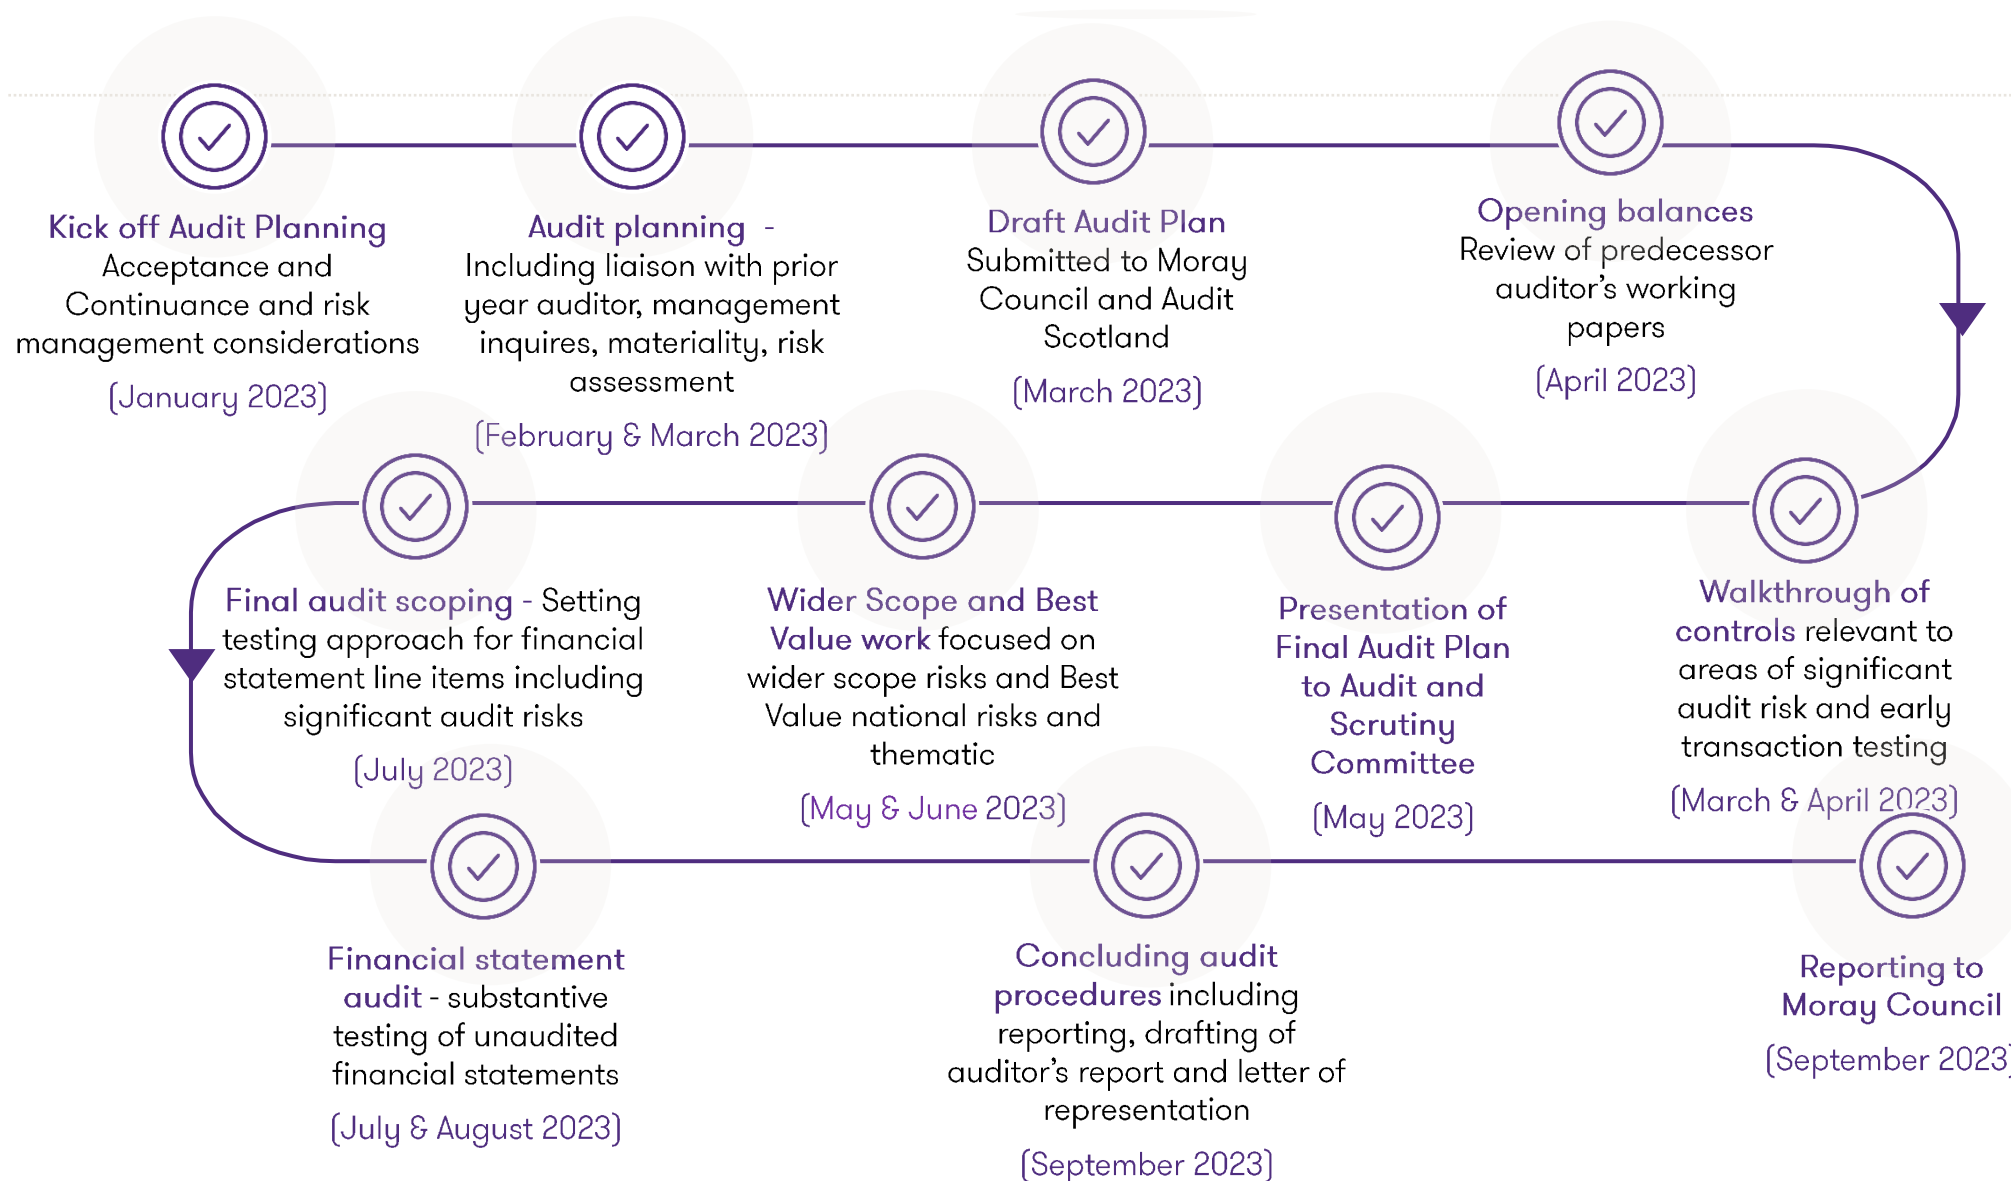 Kick off Audit Planning
Acceptance and
Continuance and risk
management considerations
(January 2023)
Audit planning -
Including liaison with prior
year auditor, management
inquires, materiality, risk
assessment
(February & March 2023)
Draft Audit Plan
Submitted to Moray
Council and Audit
Scotland
(March 2023)
Opening balances
Review of predecessor
auditor’s working
papers
(April 2023)
Walkthrough of
controls relevant to
areas of significant
audit risk and early
transaction testing
(March & April 2023)
Presentation of
Final Audit Plan
to Audit and
Scrutiny
Committee
(May 2023)
Wider Scope and Best
Value work focused on
wider scope risks and Best
Value national risks and
thematic
(May & June 2023)
Final audit scoping - Setting
testing approach for financial
statement line items including
significant audit risks
(July 2023)
Financial statement
audit - substantive
testing of unaudited
financial statements
(July & August 2023)
Concluding audit
procedures including
reporting, drafting of
auditor’s report and letter of
representation
(September 2023)
Reporting to
Moray Council
(September 2023)